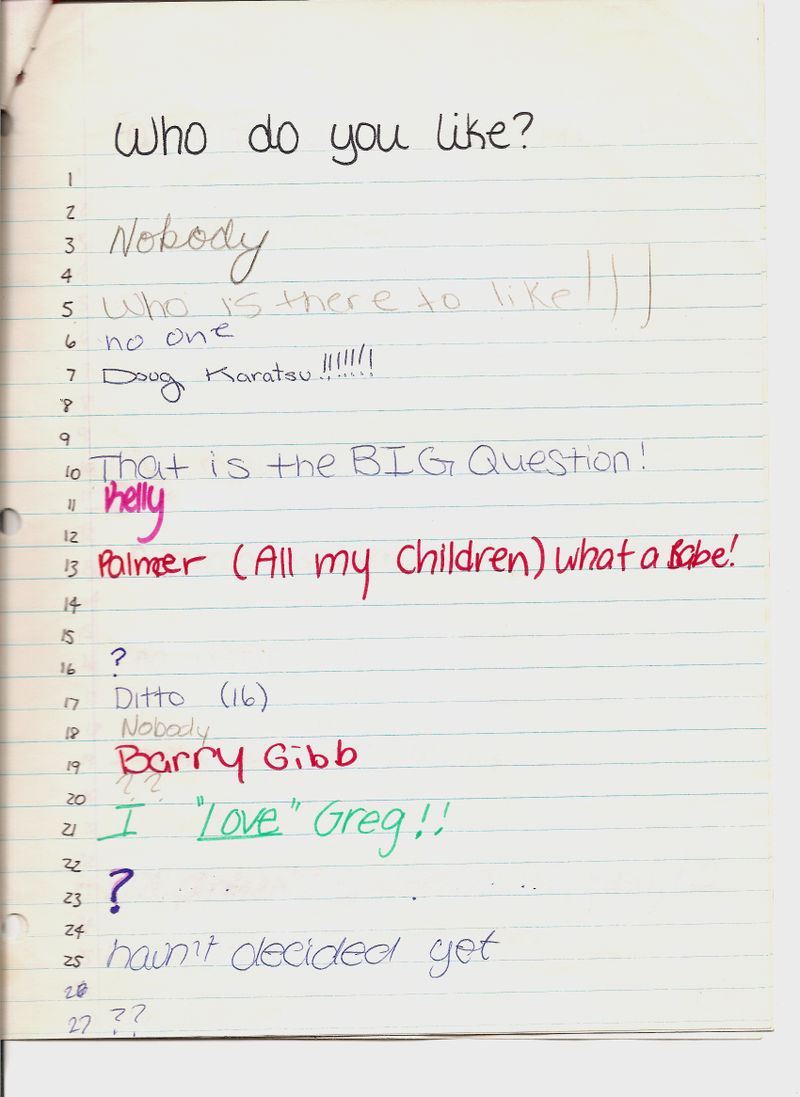 Who do you like?
1
2
3 Nobody
4
5 Who is there to like!!!
6 no one
7 Doug Karatsu!!!!!!!
8
9
10 That is the BIG Question!
11 Kelly
12
13 Palmer (All my Children) what a Babe!
14
15
16 ?
17 Ditto (16)
18 Nobody
19 Barry Gibb
20 ??
21 I "Love" Greg!!
22
23 ?
24
25 havn't decided yet
26
27 ??